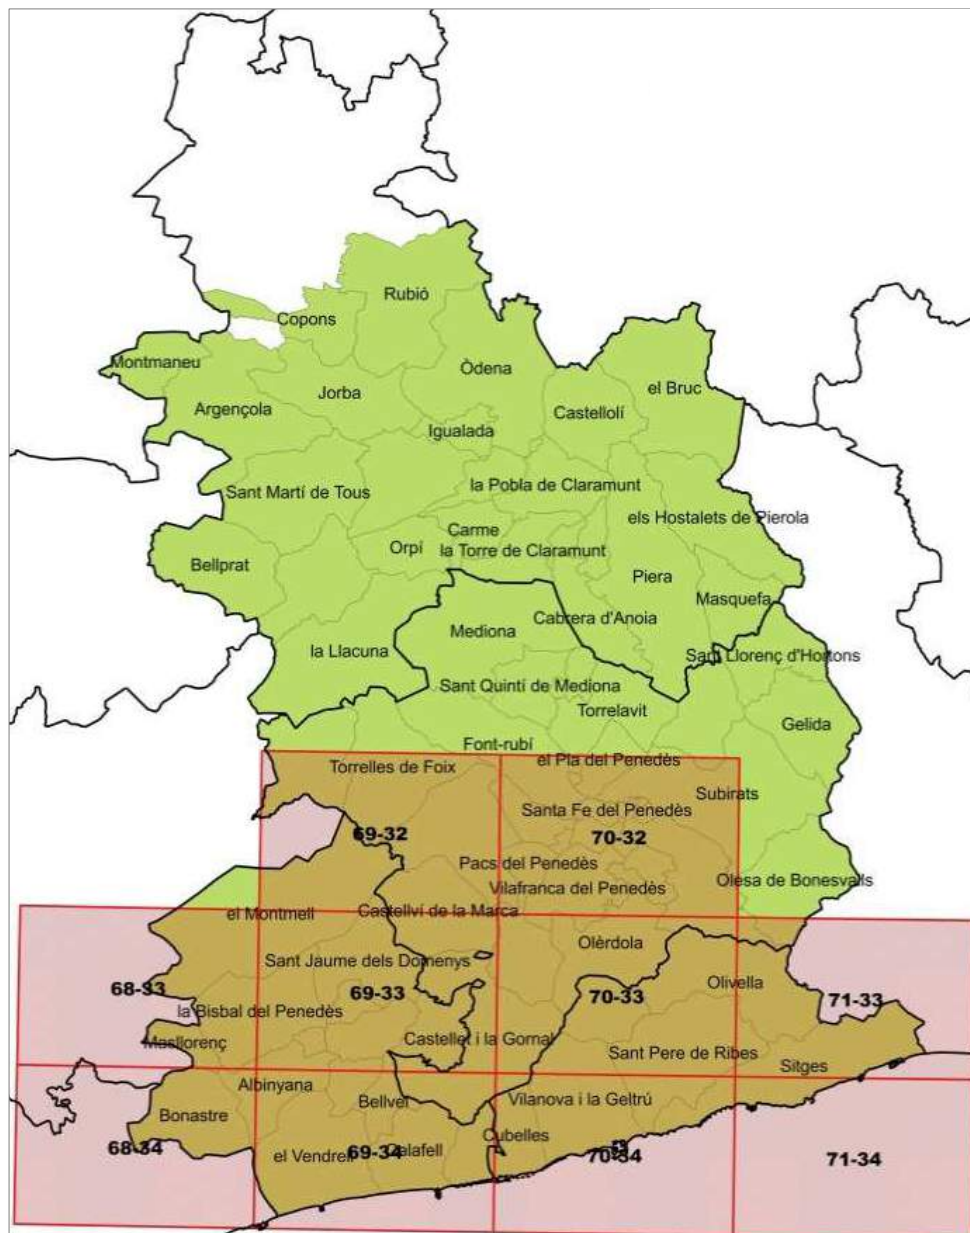 Rubió
Copons
Montmaneu
Òdena
el Bruc
Jorba
Argençola
Castellolí
Igualada
la Pobla de Claramunt
Sant Martí de Tous
els Hostalets de Pierola
Carme
Orpí
la Torre de Claramunt
Bellprat
Piera
Masquefa
Cabrera d'Anoia
Mediona
la Llacuna
Sant Llorenç d'Hortons
Sant Quintí de Mediona
Torrelavit
Gelida
Font-rubí
el Pla del Penedès
Torrelles de Foix
Subirats
Santa Fe del Penedès
69-32
70-32
Pacs del Penedès
Vilafranca del Penedès
Olesa de Bonesvalls
el Montmell
Castellví de la Marca
Olèrdola
Sant Jaume dels Domenys
Olivella
68-33
69-33
70-33
71-33
la Bisbal del Penedès
Masllorenç
Castellet i la Gornal
Sant Pere de Ribes
Sitges
Albinyana
Bellvei
Vilanova i la Geltrú
Bonastre
Cubelles
68-34
el Vendrell
69-34
Calafell
70-34
71-34